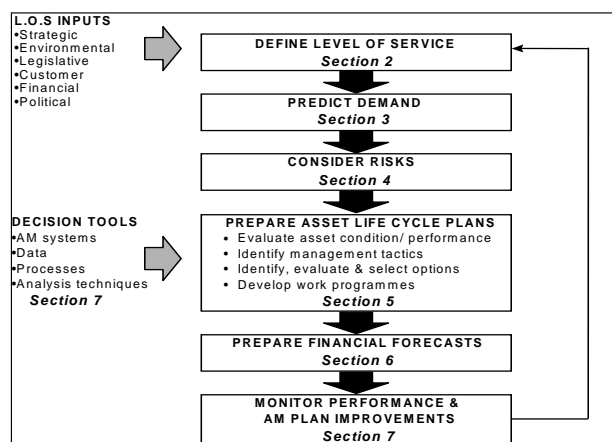 L.O.S INPUTS
•Strategic
•Environmental
•Legislative
•Customer
•Financial
•Political
DEFINE LEVEL OF SERVICE
Section 2
PREDICT DEMAND
Section 3
CONSIDER RISKS
Section 4
DECISION TOOLS
•AM systems
•Data
•Processes
•Analysis techniques
Section 7
PREPARE ASSET LIFE CYCLE PLANS
• Evaluate asset condition/ performance
• Identify management tactics
• Identify, evaluate & select options
• Develop work programmes
Section 5
PREPARE FINANCIAL FORECASTS
Section 6
MONITOR PERFORMANCE &
AM PLAN IMPROVEMENTS
Section 7